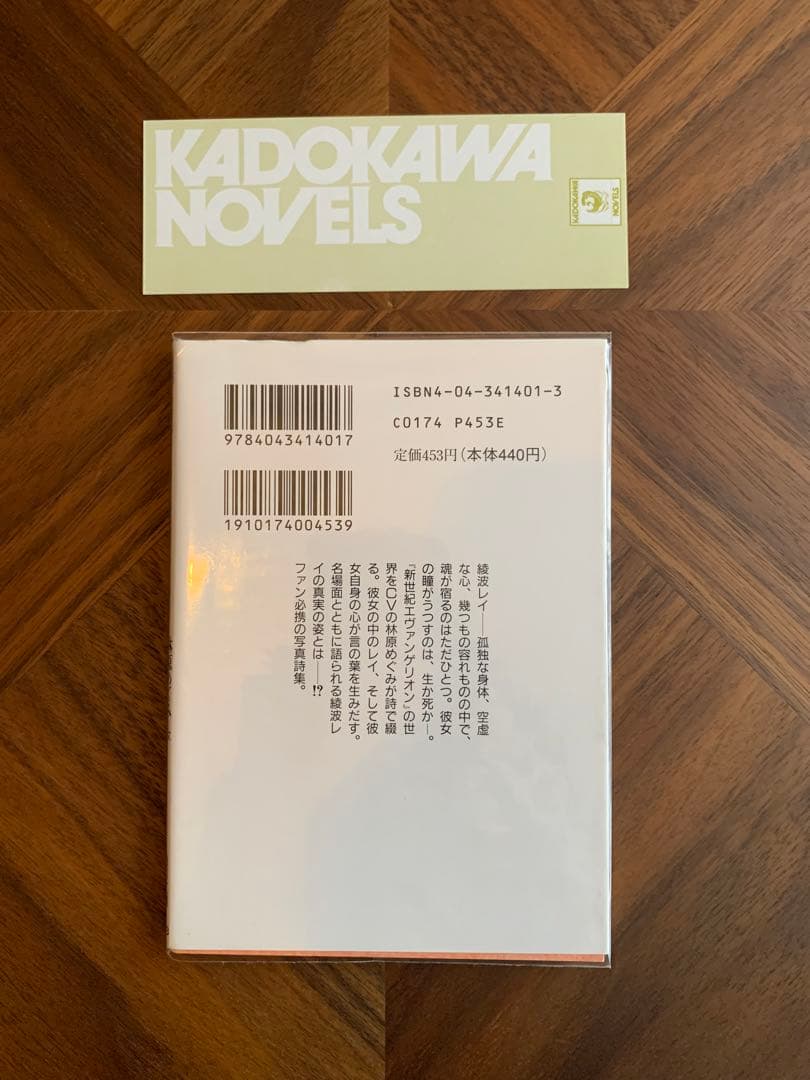 KADOKAWA
NOVELS
KADOKAWA
NOVELS
ISBN4-04-341401-3
C0174 P453E
定価453円(本体440円)
9784043414017
1910174004539
綾波レイ――孤独な身体、空虚
な心、幾つもの容れものの中で、
魂が宿るのはただひとつ。彼女
の瞳がうつすのは、生か死か―。
『新世紀エヴァンゲリオン』の世
界をCVの林原めぐみが詩で綴
る。彼女の中のレイ、そして彼
女自身の心が言の葉を生みだす。
名場面とともに語られる綾波レ
イの真実の姿とは――!?
ファン必携の写真詩集。